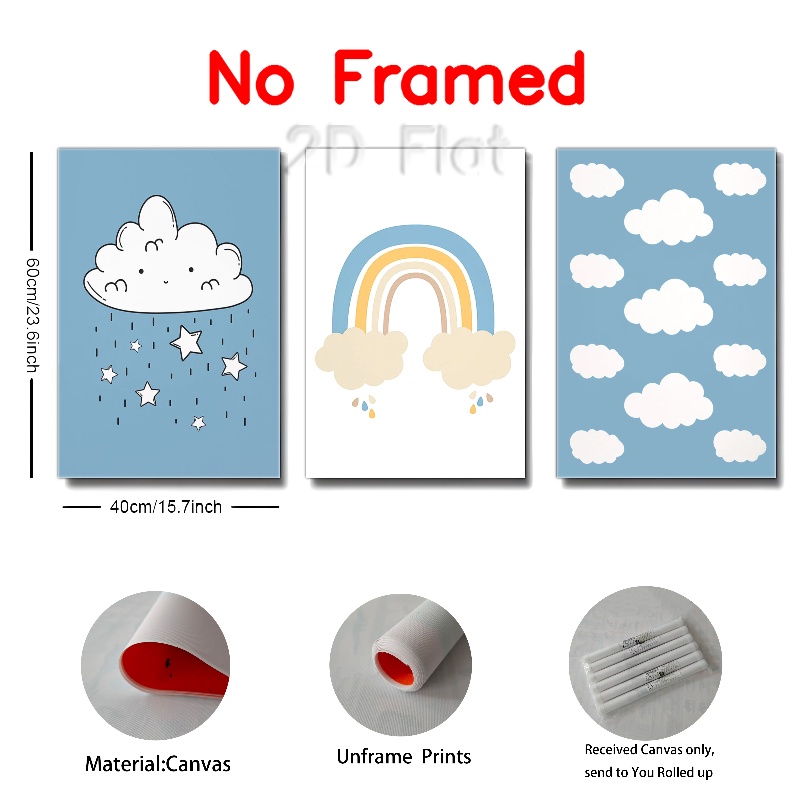 No Framed
2D Flat
60cm/23.6inch
40cm/15.7inch
Material:Canvas
Unframe Prints
Received Canvas only,
send to You Rolled up